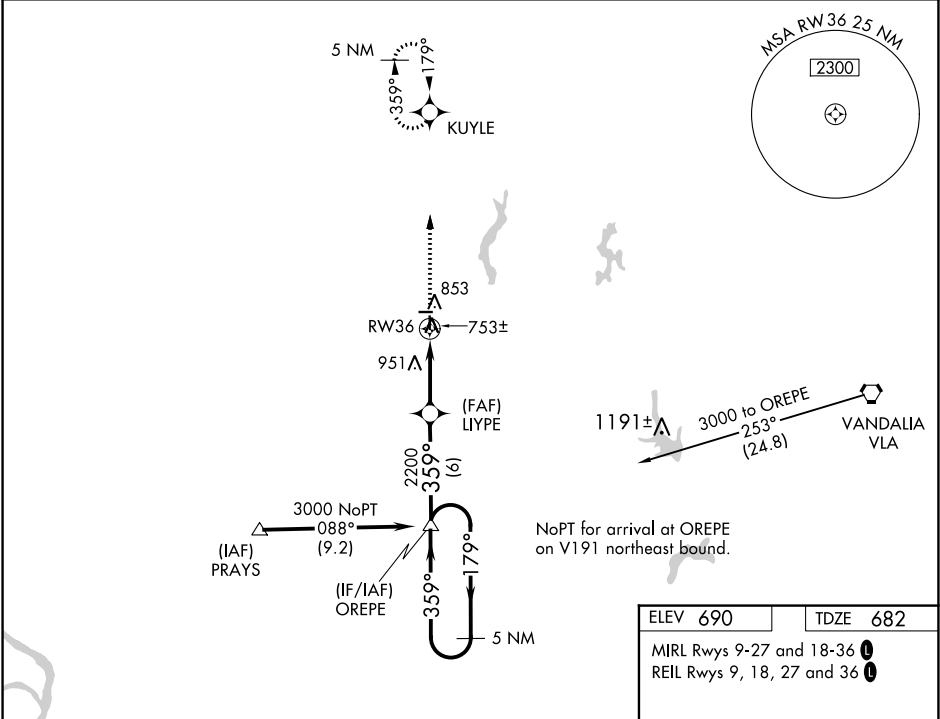 MSA RW36 25 NM
2300
5 NM
179°
359°
KUYLE
853
RW36
753±
951
(FAF)
LIYPE
1191±
3000 to OREPE
253°
(24.8)
VANDALIA
VLA
2200
359°
(6)
3000 NoPT
088°
(9.2)
(IAF)
PRAYS
(IF/IAF)
OREPE
359°
179°
5 NM
NoPT for arrival at OREPE
on V191 northeast bound.
ELEV 690
TDZE 682
MIRL Rwys 9-27 and 18-36 L
REIL Rwys 9, 18, 27 and 36 L